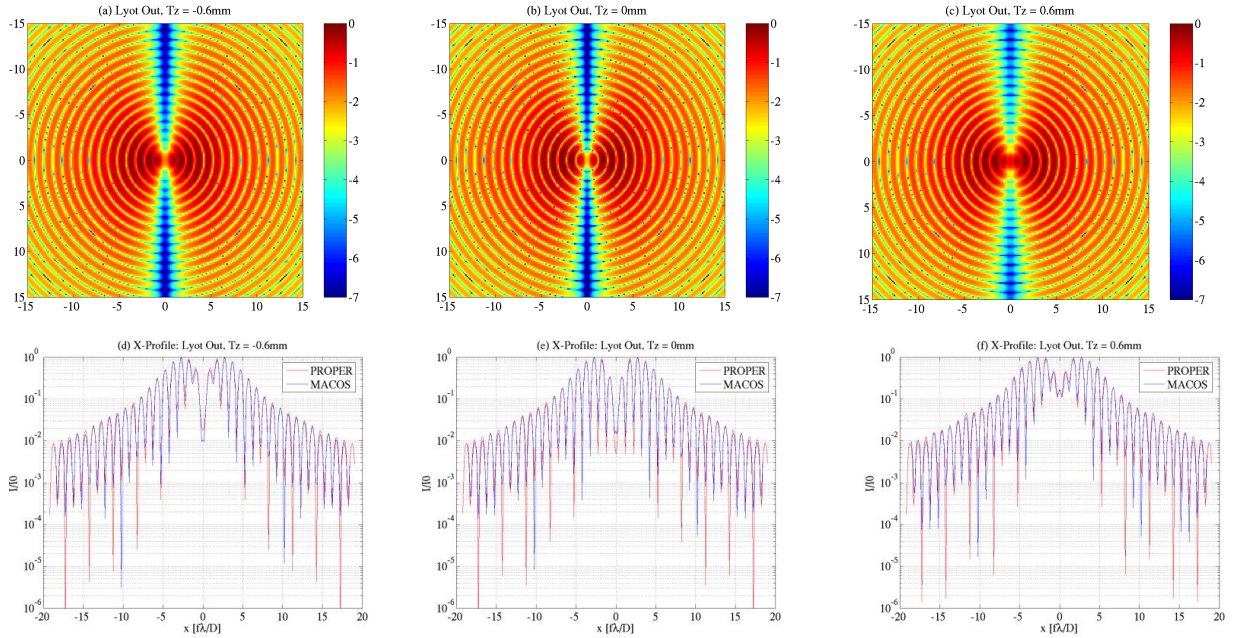 (a) Lyot Out, Tz = -0.6mm
(b) Lyot Out, Tz = 0mm
(c) Lyot Out, Tz = 0.6mm
-15
-10
-5
0
5
10
15
-15 -10 -5 0 5 10 15
0
-1
-2
-3
-4
-5
-6
-7
-15
-10
-5
0
5
10
15
-15 -10 -5 0 5 10 15
0
-1
-2
-3
-4
-5
-6
-7
-15
-10
-5
0
5
10
15
-15 -10 -5 0 5 10 15
0
-1
-2
-3
-4
-5
-6
-7
(d) X-Profile: Lyot Out, Tz = -0.6mm
PROPER
MACOS
I/I0
10^0
10^-1
10^-2
10^-3
10^-4
10^-5
10^-6
-20 -15 -10 -5 0 5 10 15 20
x [fλ/D]
(e) X-Profile: Lyot Out, Tz = 0mm
PROPER
MACOS
I/I0
10^0
10^-1
10^-2
10^-3
10^-4
10^-5
10^-6
-20 -15 -10 -5 0 5 10 15 20
x [fλ/D]
(f) X-Profile: Lyot Out, Tz = 0.6mm
PROPER
MACOS
I/I0
10^0
10^-1
10^-2
10^-3
10^-4
10^-5
10^-6
-20 -15 -10 -5 0 5 10 15 20
x [fλ/D]